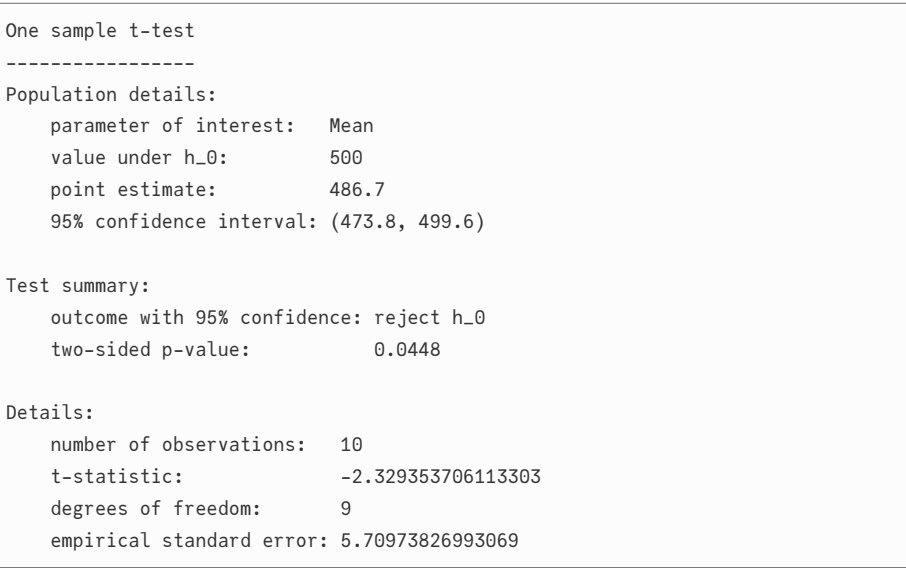 One sample t-test
-----------------
Population details:
    parameter of interest:   Mean
    value under h_0:         500
    point estimate:          486.7
    95% confidence interval: (473.8, 499.6)

Test summary:
    outcome with 95% confidence: reject h_0
    two-sided p-value:           0.0448

Details:
    number of observations:   10
    t-statistic:              -2.329353706113303
    degrees of freedom:       9
    empirical standard error: 5.70973826993069